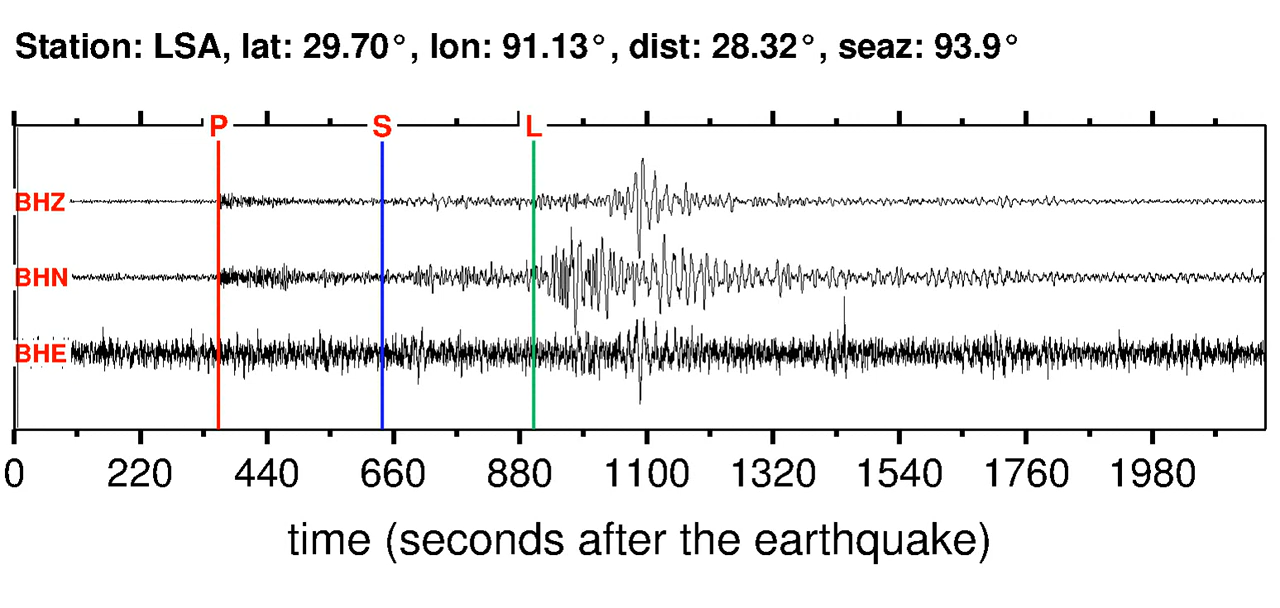 Station: LSA, lat: 29.70°, lon: 91.13°, dist: 28.32°, seaz: 93.9°
P S L
BHZ
BHN
BHE
0 220 440 660 880 1100 1320 1540 1760 1980
time (seconds after the earthquake)